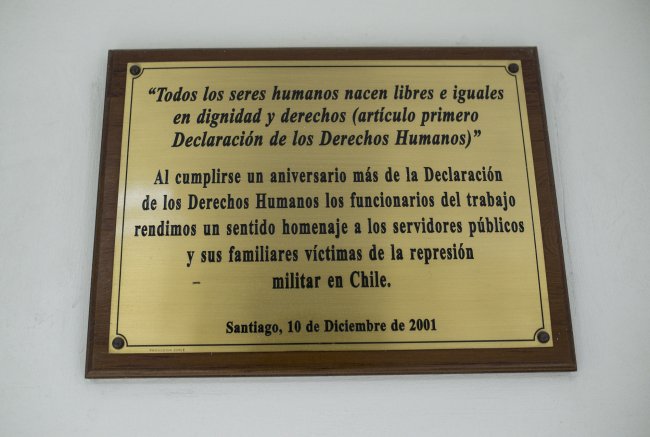 “Todos los seres humanos nacen libres e iguales
en dignidad y derechos (artículo primero
Declaración de los Derechos Humanos)”
Al cumplirse un aniversario más de la Declaración
de los Derechos Humanos los funcionarios del trabajo
rendimos un sentido homenaje a los servidores públicos
y sus familiares víctimas de la represión
militar en Chile.
Santiago, 10 de Diciembre de 2001